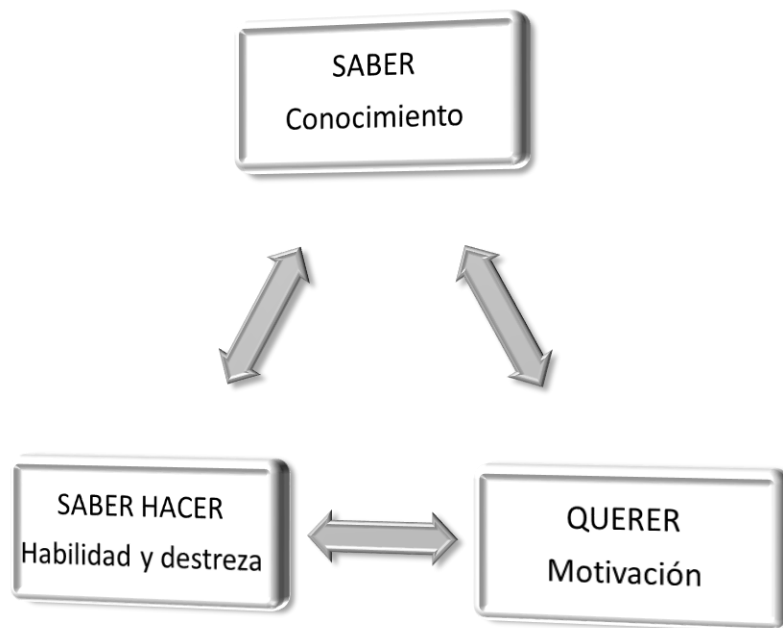 SABER
Conocimiento
SABER HACER
Habilidad y destreza
QUERER
Motivación